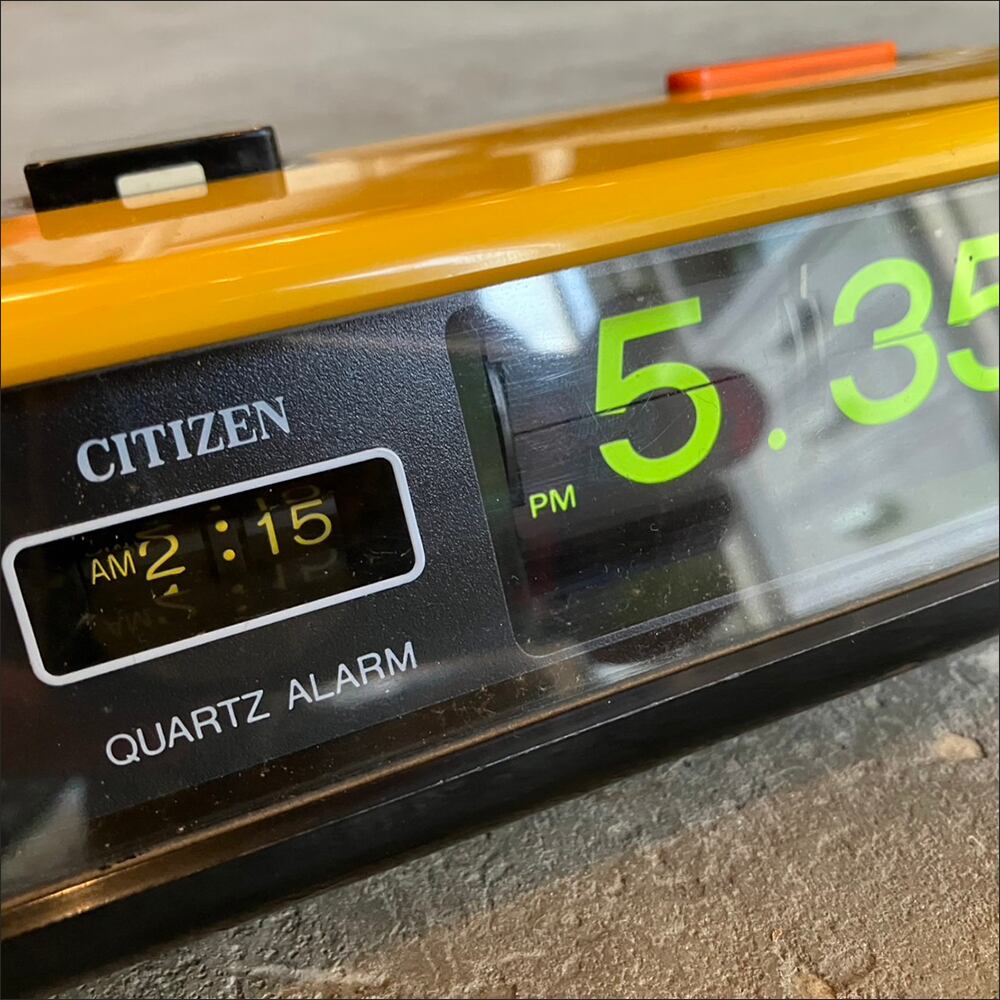 CITIZEN
AM 2 : 15
QUARTZ ALARM
PM 5 . 35